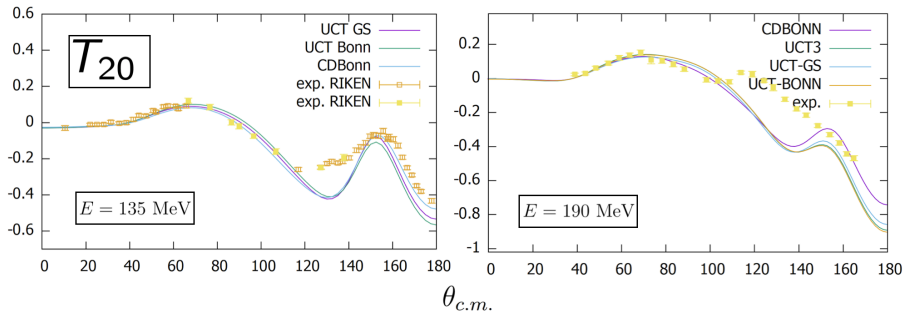 T20
UCT GS
UCT Bonn
CDBonn
exp. RIKEN
exp. RIKEN
E = 135 MeV
0.6
0.4
0.2
0
-0.2
-0.4
-0.6
0 20 40 60 80 100 120 140 160 180
CDBONN
UCT3
UCT-GS
UCT-BONN
exp.
E = 190 MeV
0.2
0
-0.2
-0.4
-0.6
-0.8
-1
0 20 40 60 80 100 120 140 160 180
θc.m.